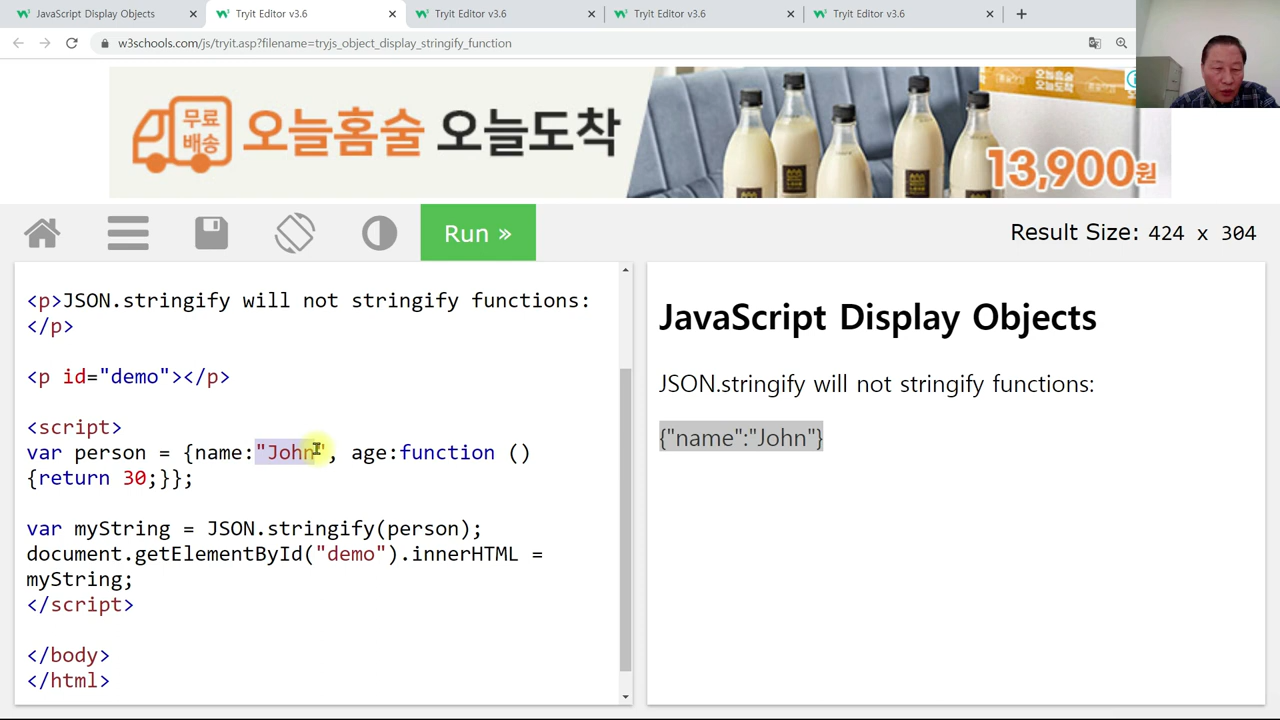 JavaScript Display Objects
Tryit Editor v3.6
Tryit Editor v3.6
Tryit Editor v3.6
Tryit Editor v3.6
w3schools.com/js/tryit.asp?filename=tryjs_object_display_stringify_function
무료
배송
오늘홈술 오늘도착
13,900원
Run »
Result Size: 424 x 304
<p>JSON.stringify will not stringify functions:
</p>
<p id="demo"></p>
<script>
var person = {name:"John", age:function ()
{return 30;}};
var myString = JSON.stringify(person);
document.getElementById("demo").innerHTML =
myString;
</script>
</body>
</html>
JavaScript Display Objects
JSON.stringify will not stringify functions:
{"name":"John"}